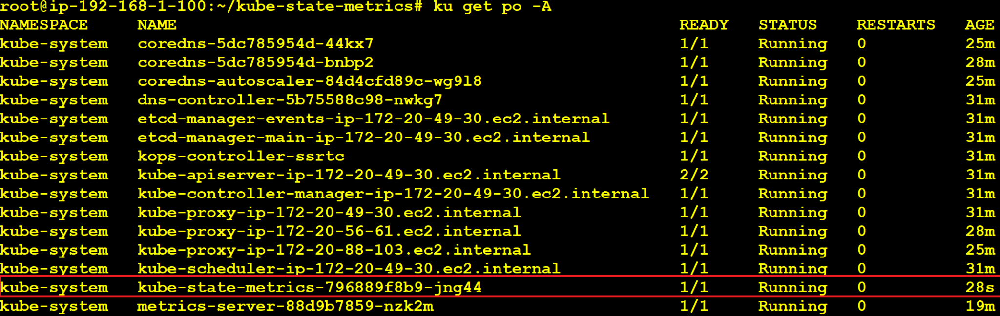 root@ip-192-168-1-100:~/kube-state-metrics# ku get po -A
NAMESPACE NAME READY STATUS RESTARTS AGE
kube-system coredns-5dc785954d-44kx7 1/1 Running 0 25m
kube-system coredns-5dc785954d-bnbp2 1/1 Running 0 28m
kube-system coredns-autoscaler-84d4cfd89c-wg9l8 1/1 Running 0 25m
kube-system dns-controller-5b75588c98-nwkg7 1/1 Running 0 31m
kube-system etcd-manager-events-ip-172-20-49-30.ec2.internal 1/1 Running 0 31m
kube-system etcd-manager-main-ip-172-20-49-30.ec2.internal 1/1 Running 0 31m
kube-system kops-controller-ssrtc 1/1 Running 0 31m
kube-system kube-apiserver-ip-172-20-49-30.ec2.internal 2/2 Running 0 31m
kube-system kube-controller-manager-ip-172-20-49-30.ec2.internal 1/1 Running 0 31m
kube-system kube-proxy-ip-172-20-49-30.ec2.internal 1/1 Running 0 31m
kube-system kube-proxy-ip-172-20-56-61.ec2.internal 1/1 Running 0 28m
kube-system kube-proxy-ip-172-20-88-103.ec2.internal 1/1 Running 0 25m
kube-system kube-scheduler-ip-172-20-49-30.ec2.internal 1/1 Running 0 31m
kube-system kube-state-metrics-796889f8b9-jng44 1/1 Running 0 28s
kube-system metrics-server-88d9b7859-nzk2m 1/1 Running 0 19m